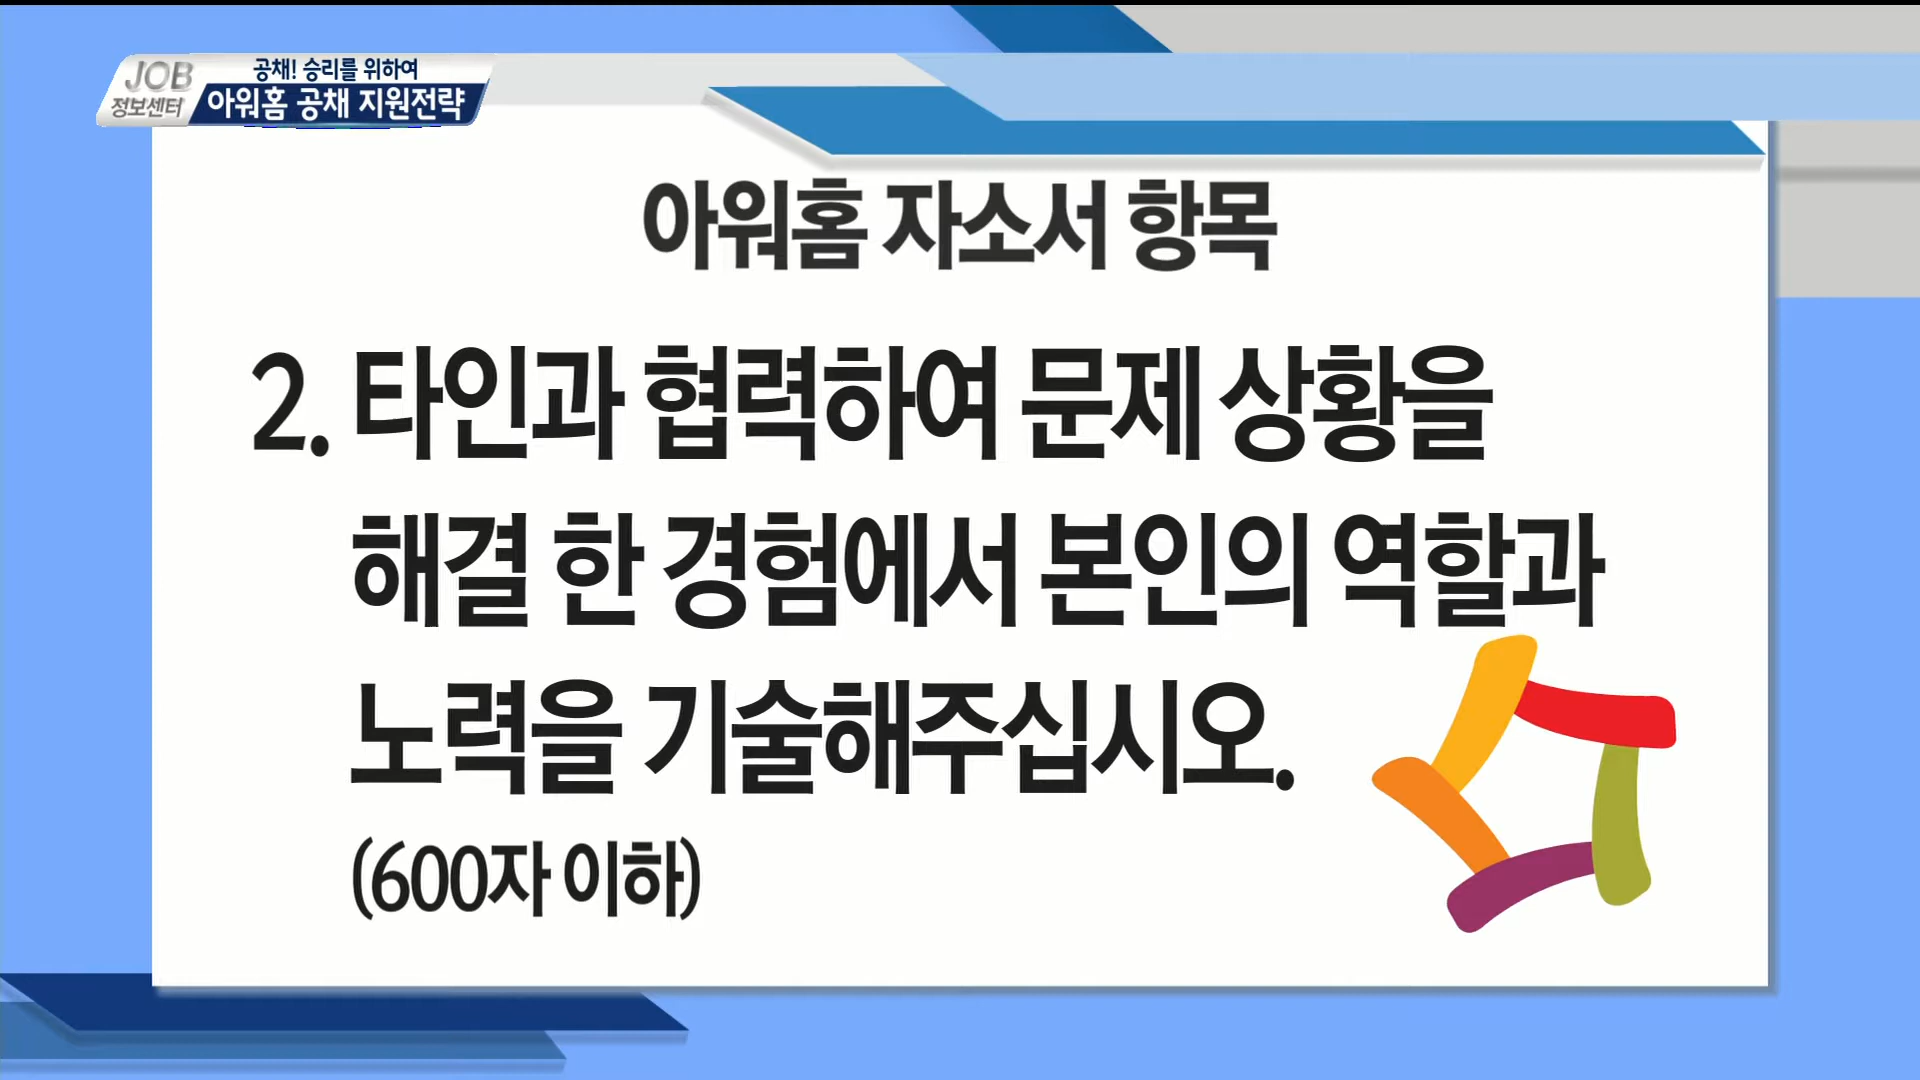 JOB
정보센터
공채! 승리를 위하여
아워홈 공채 지원전략
아워홈 자소서 항목
2. 타인과 협력하여 문제 상황을
해결 한 경험에서 본인의 역할과
노력을 기술해주십시오.
(600자 이하)